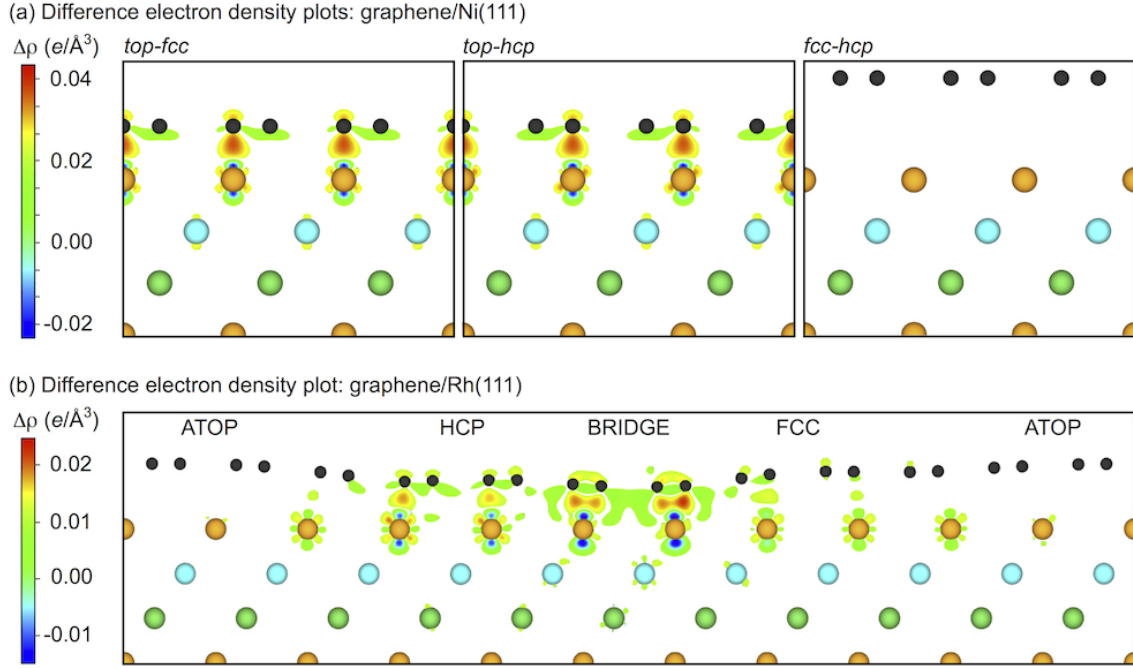 (a) Difference electron density plots: graphene/Ni(111)
Δρ (e/Å³)
top-fcc
top-hcp
fcc-hcp
0.04
0.02
0.00
-0.02
(b) Difference electron density plot: graphene/Rh(111)
Δρ (e/Å³)
ATOP HCP BRIDGE FCC ATOP
0.02
0.01
0.00
-0.01